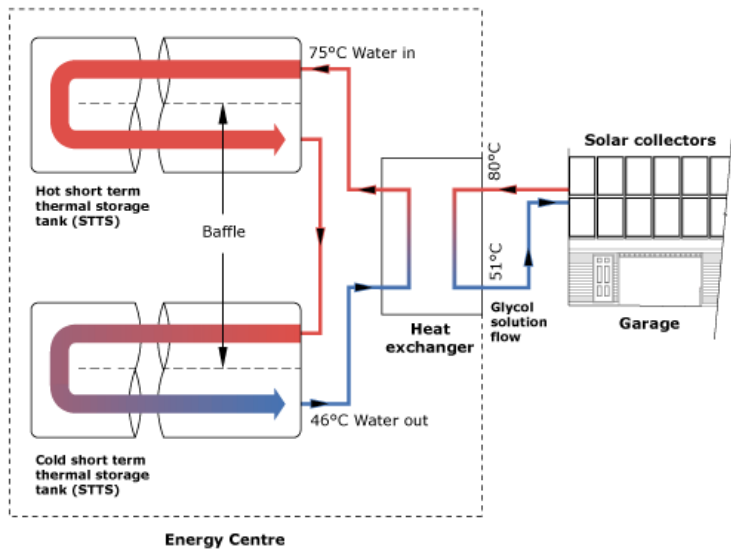 75°C Water in
Solar collectors
80°C
Hot short term
thermal storage
tank (STTS)
Baffle
51°C
Glycol
solution
flow
Garage
Heat
exchanger
46°C Water out
Cold short term
thermal storage
tank (STTS)
Energy Centre